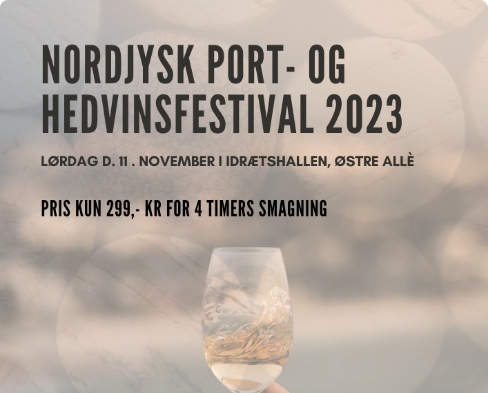 NORDJYSK PORT- OG
HEDVINSFESTIVAL 2023
LØRDAG D. 11 . NOVEMBER I IDRÆTSHALLEN, ØSTRE ALLÈ
PRIS KUN 299,- KR FOR 4 TIMERS SMAGNING